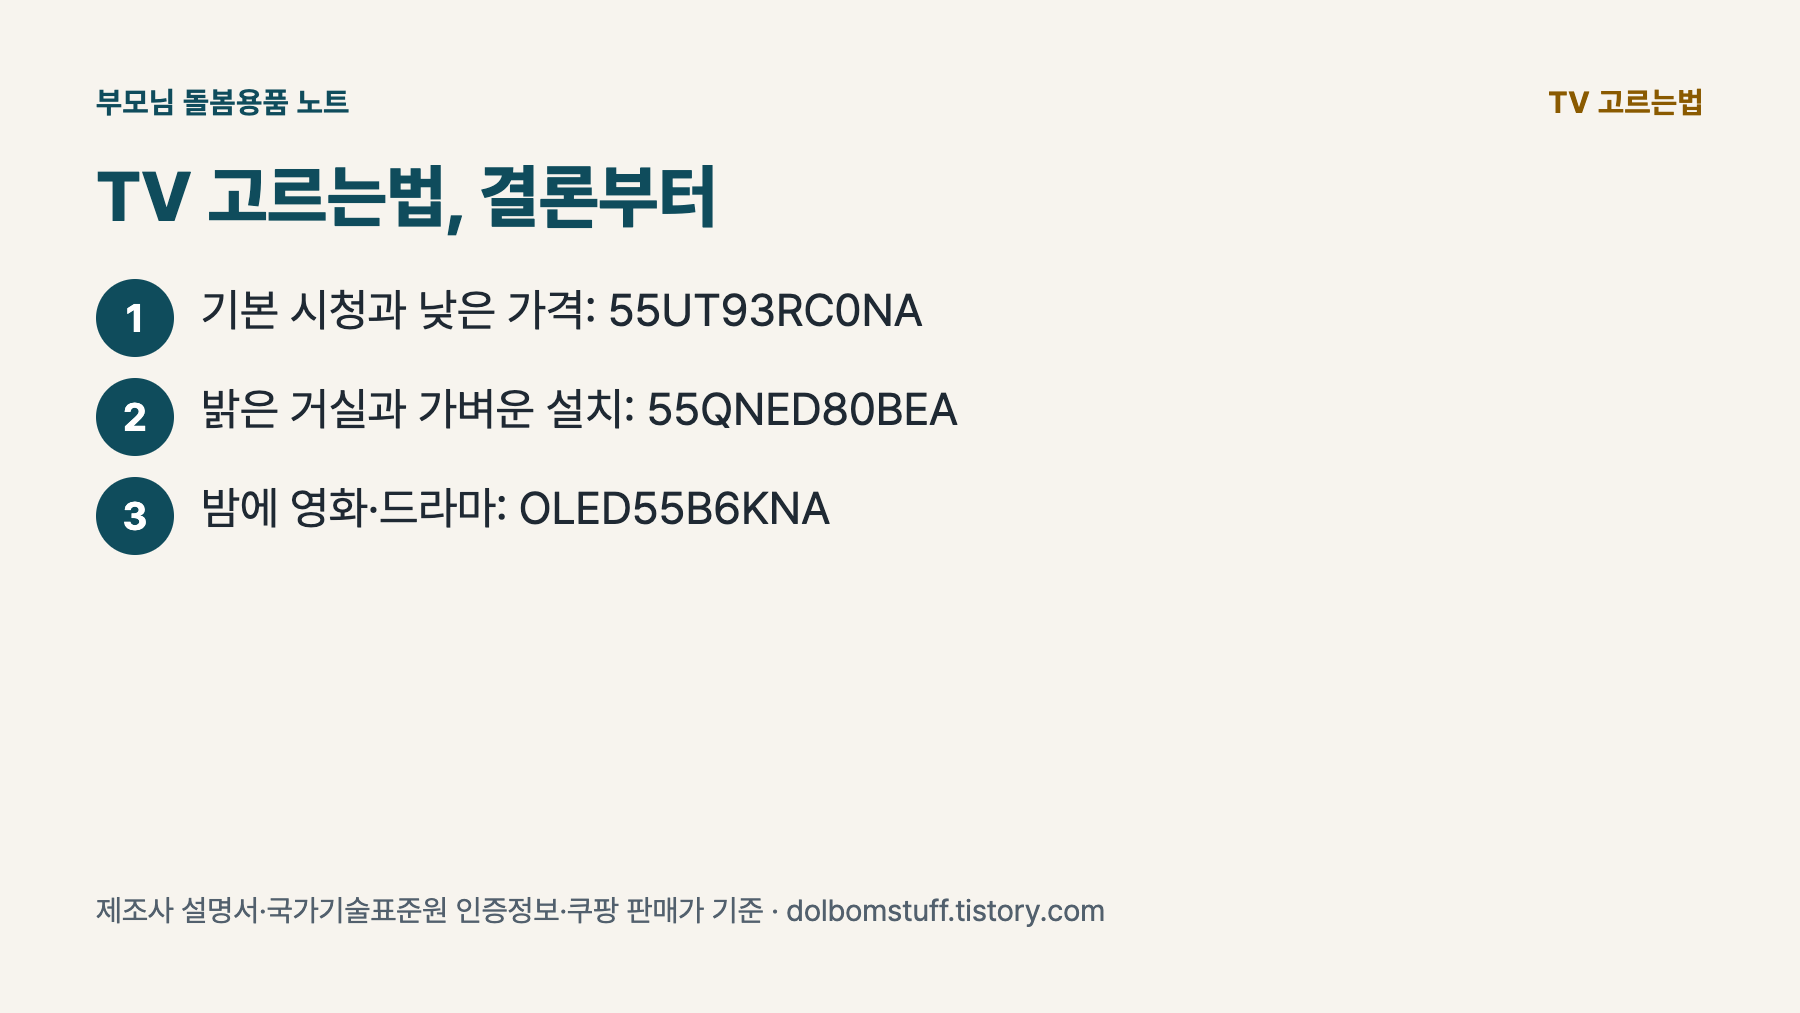 부모님 돌봄용품 노트
TV 고르는법
TV 고르는법, 결론부터
1 기본 시청과 낮은 가격: 55UT93RC0NA
2 밝은 거실과 가벼운 설치: 55QNED80BEA
3 밤에 영화·드라마: OLED55B6KNA
제조사 설명서·국가기술표준원 인증정보·쿠팡 판매가 기준 · dolbomstuff.tistory.com